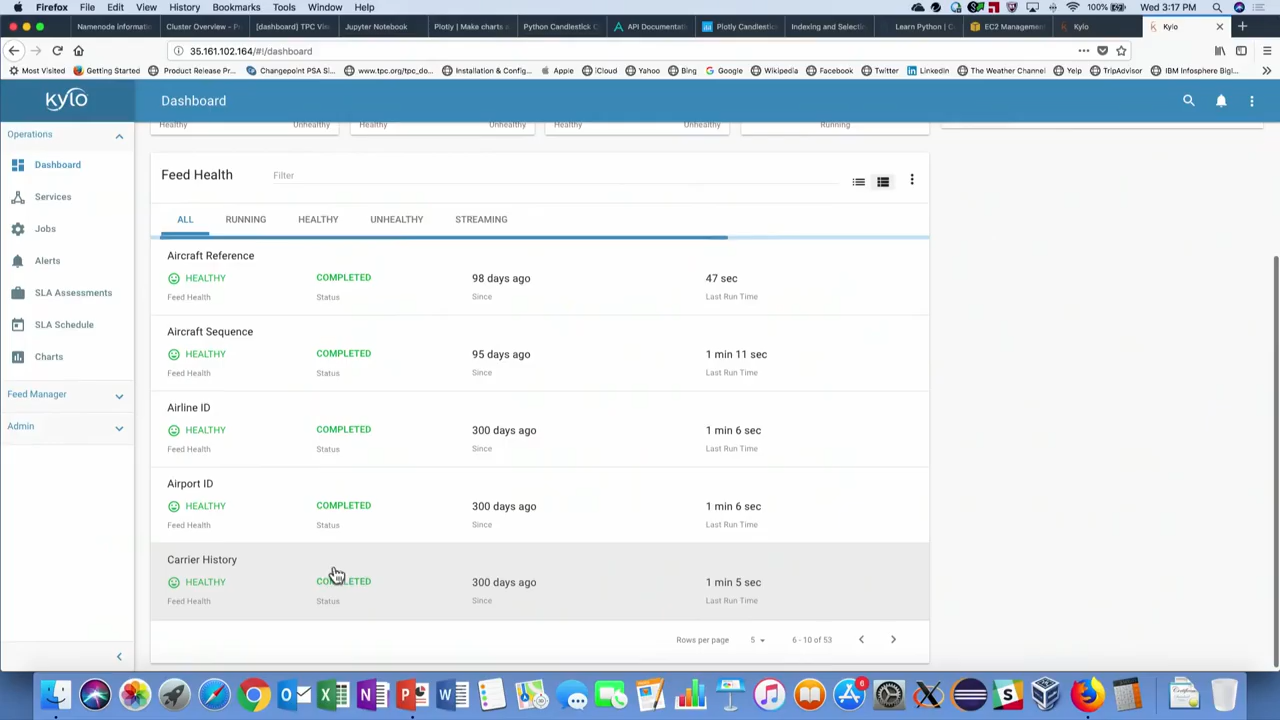 Firefox File Edit View History Bookmarks Tools Window Help 100% Wed 3:17 PM
Namenode informati Cluster Overview - P [dashboard] TPC Vi Jupyter Notebook Plotly | Make charts a Python Candlestick C API Documentati Plotly Candlestick Indexing and Selectin Learn Python | C EC2 Management Kylo Kylo
35.161.102.164/#!/dashboard
Most Visited Getting Started Product Release Pr... Changepoint PSA Si... www.tpc.org/tpc_do... Installation & Config... Apple iCloud Yahoo Bing Google Wikipedia Facebook Twitter LinkedIn The Weather Channel Yelp TripAdvisor IBM Infosphere BigI...
kylo Dashboard
Healthy Unhealthy Healthy Unhealthy Healthy Unhealthy Running
Operations
Dashboard
Services
Jobs
Alerts
SLA Assessments
SLA Schedule
Charts
Feed Manager
Admin
Feed Health Filter
ALL RUNNING HEALTHY UNHEALTHY STREAMING
Aircraft Reference
HEALTHY COMPLETED 98 days ago 47 sec
Feed Health Status Since Last Run Time
Aircraft Sequence
HEALTHY COMPLETED 95 days ago 1 min 11 sec
Feed Health Status Since Last Run Time
Airline ID
HEALTHY COMPLETED 300 days ago 1 min 6 sec
Feed Health Status Since Last Run Time
Airport ID
HEALTHY COMPLETED 300 days ago 1 min 6 sec
Feed Health Status Since Last Run Time
Carrier History
HEALTHY COMPLETED 300 days ago 1 min 5 sec
Feed Health Status Since Last Run Time
Rows per page 5 6 - 10 of 53
6